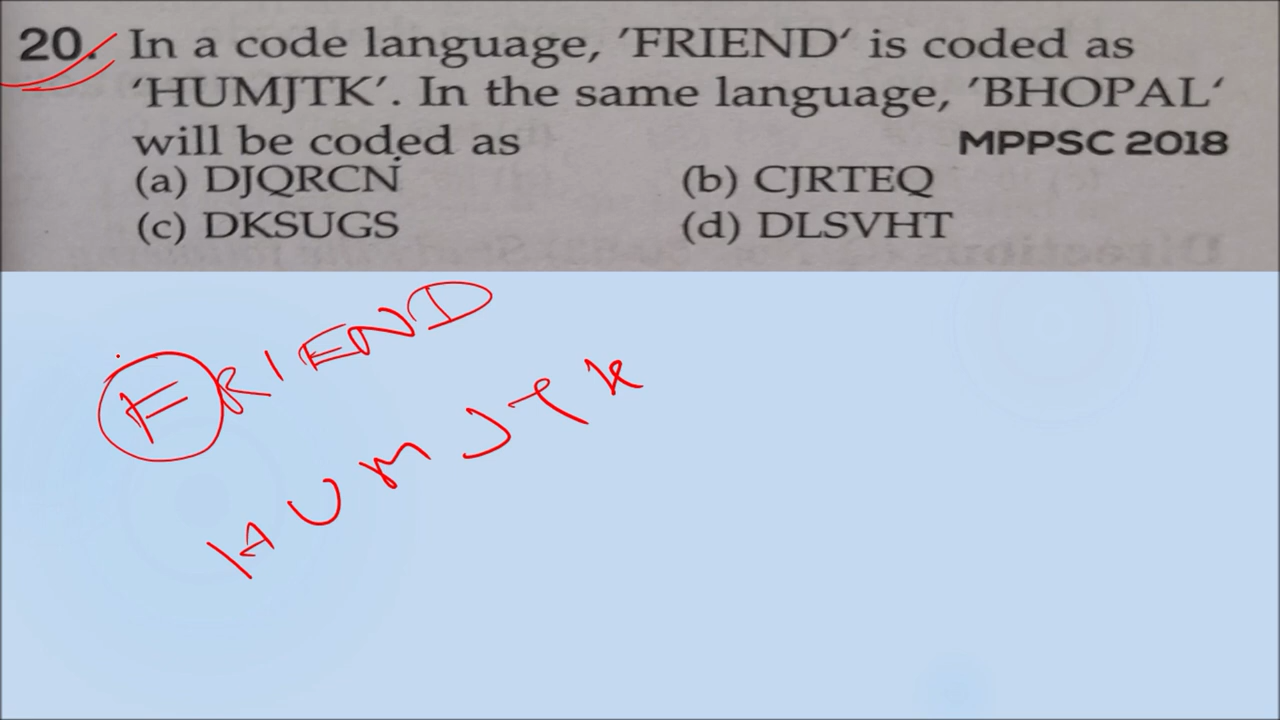 20. In a code language, ’FRIEND‘ is coded as
‘HUMJTK’. In the same language, ’BHOPAL‘
will be coded as MPPSC 2018
(a) DJQRCN (b) CJRTEQ
(c) DKSUGS (d) DLSVHT
FRIEND
HUMJTK